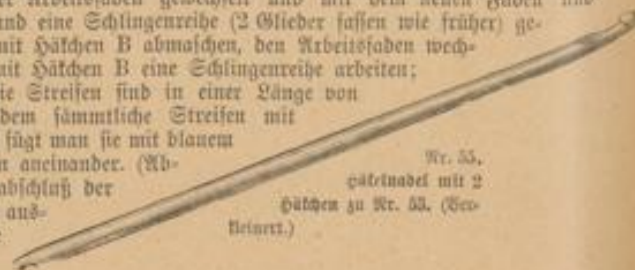 und eine Schlingenreihe (2 Glieder fassen wie früher) ge-
mit Häkchen B abmaschen, den Arbeitsfaden wech-
mit Häkchen B eine Schlingenreihe arbeiten;
ie Streifen sind in einer Länge von
dem sämmtliche Streifen mit
fügt man sie mit blauem
n aneinander. (Ab-
abschluß der
aus-
Nr. 55.
Häkelnadel mit 2
Häkchen zu Nr. 53. (Ver-
kleinert.)